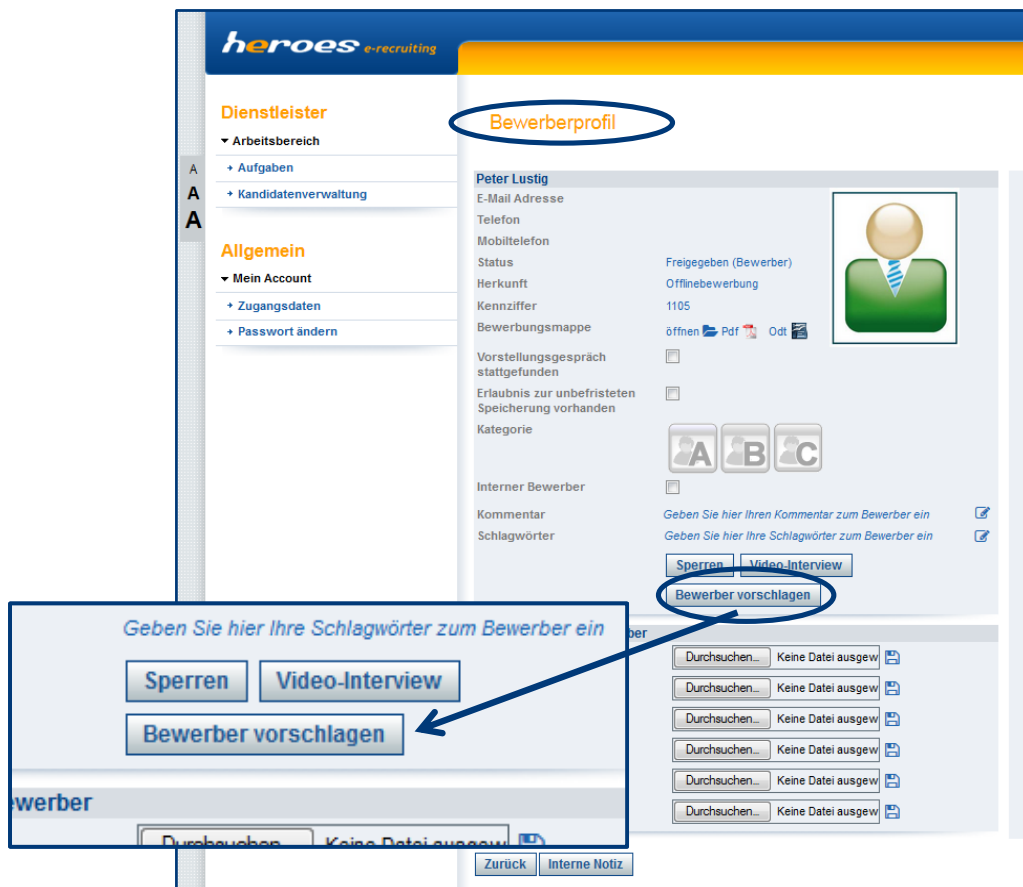 heroes e-recruiting
Dienstleister
Arbeitsbereich
Aufgaben
Kandidatenverwaltung
Allgemein
Mein Account
Zugangsdaten
Passwort ändern
A
A
A
Bewerberprofil
Peter Lustig
E-Mail Adresse
Telefon
Mobiltelefon
Status Freigegeben (Bewerber)
Herkunft Offlinebewerbung
Kennziffer 1105
Bewerbungsmappe öffnen Pdf Odt
Vorstellungsgespräch
stattgefunden
Erlaubnis zur unbefristeten
Speicherung vorhanden
Kategorie A B C
Interner Bewerber
Kommentar Geben Sie hier Ihren Kommentar zum Bewerber ein
Schlagwörter Geben Sie hier Ihre Schlagwörter zum Bewerber ein
Sperren Video-Interview
Bewerber vorschlagen
ber
Durchsuchen... Keine Datei ausgew
Durchsuchen... Keine Datei ausgew
Durchsuchen... Keine Datei ausgew
Durchsuchen... Keine Datei ausgew
Durchsuchen... Keine Datei ausgew
Durchsuchen... Keine Datei ausgew
Zurück Interne Notiz
Geben Sie hier Ihre Schlagwörter zum Bewerber ein
Sperren Video-Interview
Bewerber vorschlagen
ewerber
Durchsuchen... Keine Datei ausgew